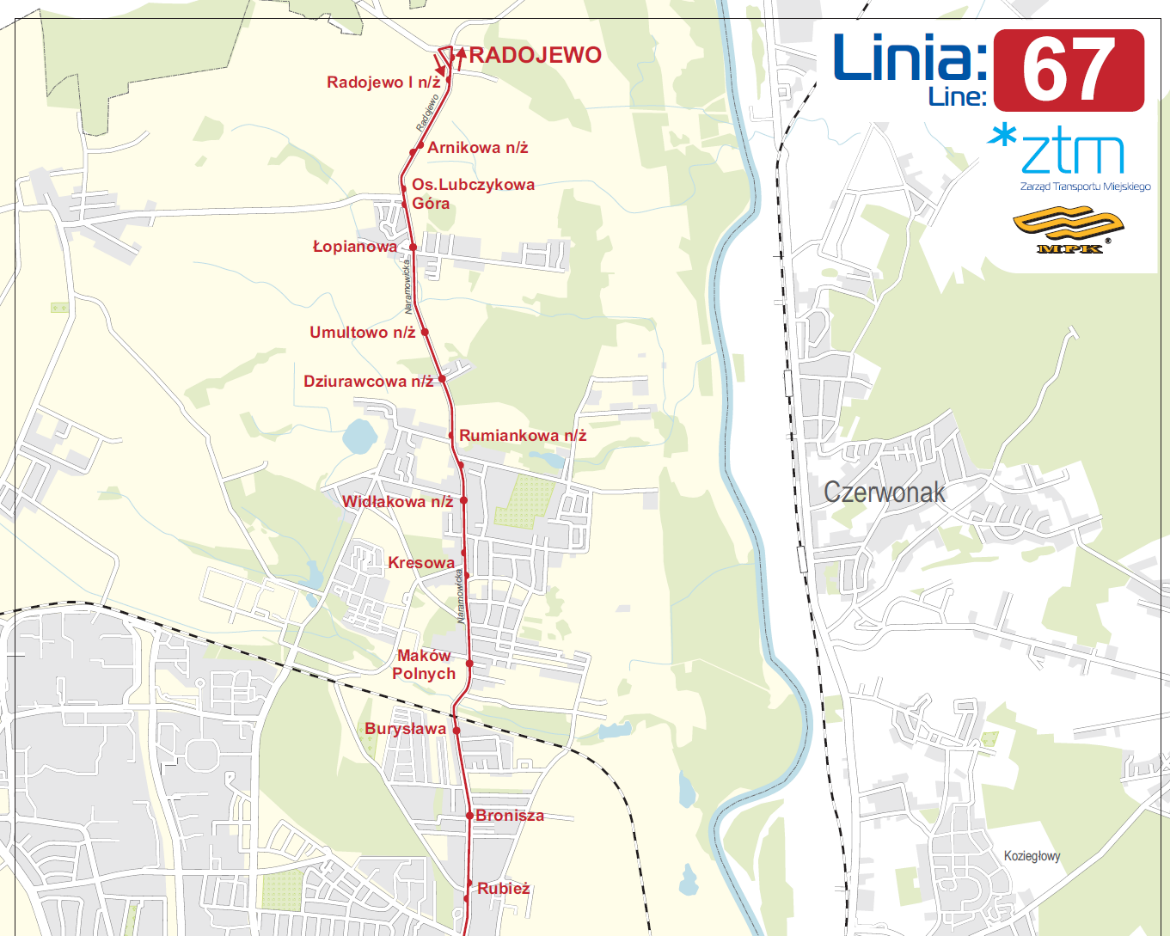 Linia:
Line:
67
ztm
Zarząd Transportu Miejskiego
MPK
®
RADOJEWO
Radojewo I n/ż
Radojewo
Arnikowa n/ż
Os.Lubczykowa
Góra
Łopianowa
Naramowicka
Umultowo n/ż
Dziurawcowa n/ż
Rumiankowa n/ż
Czerwonak
Widłakowa n/ż
Kresowa
Naramowicka
Maków
Polnych
Burysława
Bronisza
Koziegłowy
Rubież